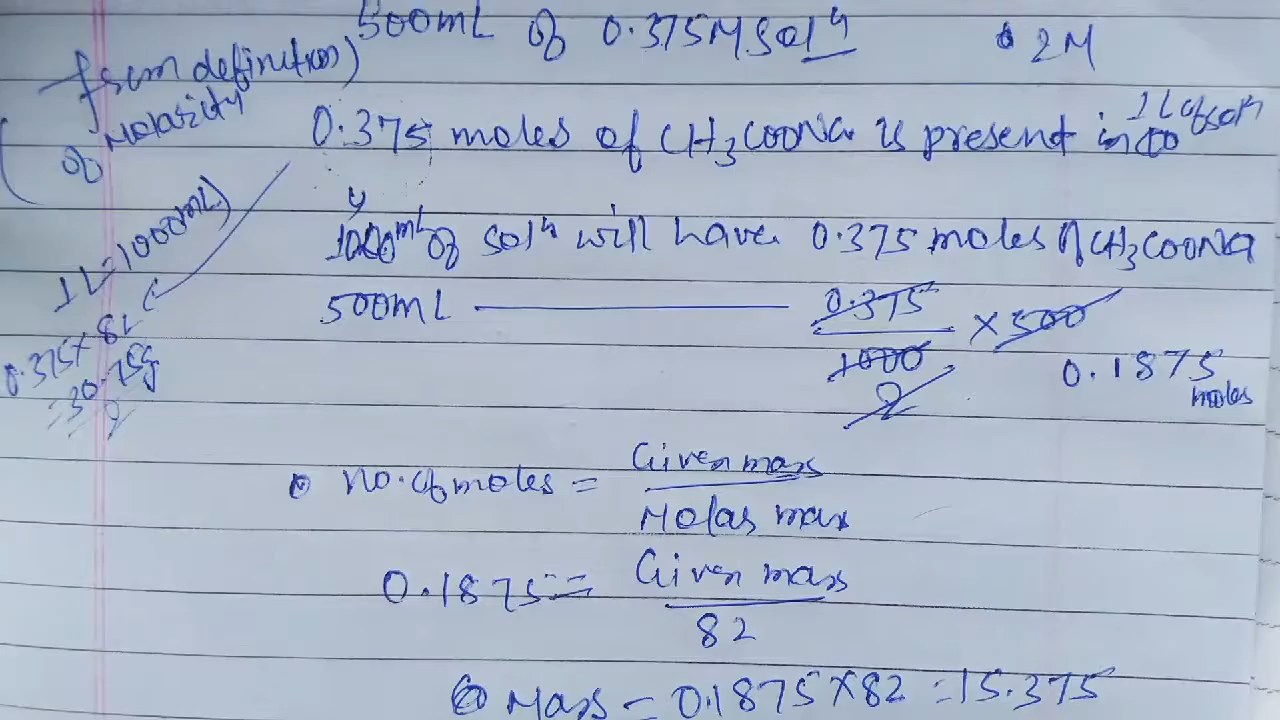 500mL of 0.375M Solⁿ 2M
from definition)
of Molarity
0.375 moles of CH3COONa is present in 1L of solⁿ
1L=1000mL)
1000mL of solⁿ will have 0.375 moles of CH3COONa
500mL — 0.375 / 1000 × 500
2
0.1875 moles
0.375 × 82
=30.75g
2
No. of moles = Given mass / Molar mass
0.1875 = Given mass / 82
Mass = 0.1875 × 82 = 15.375